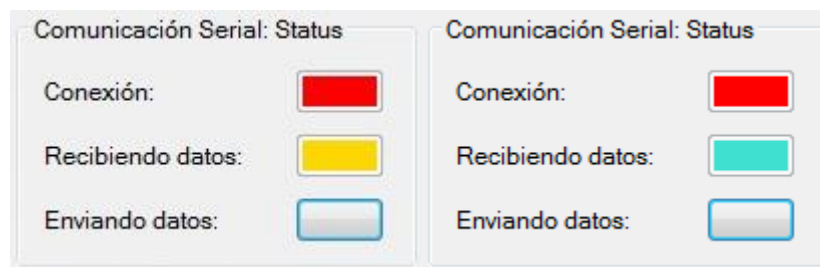 Comunicación Serial: Status
Conexión:
Recibiendo datos:
Enviando datos:
Comunicación Serial: Status
Conexión:
Recibiendo datos:
Enviando datos: